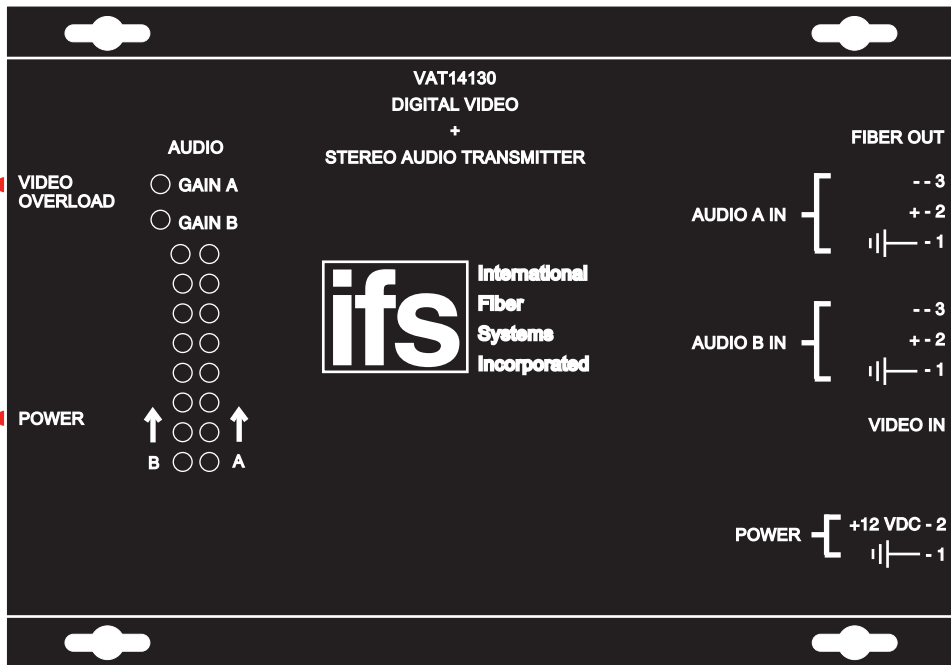 VAT14130
DIGITAL VIDEO
+
STEREO AUDIO TRANSMITTER
AUDIO
GAIN A
GAIN B
VIDEO
OVERLOAD
POWER
B
A
ifs
International
Fiber
Systems
Incorporated
FIBER OUT
AUDIO A IN
- - 3
+ - 2
- 1
AUDIO B IN
- - 3
+ - 2
- 1
VIDEO IN
POWER
+12 VDC - 2
- 1